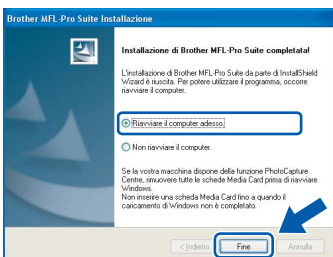 Brother MFL-Pro Suite Installazione
Installazione di Brother MFL-Pro Suite completata!
L'installazione di Brother MFL-Pro Suite da parte di InstallShield
Wizard è riuscita. Per potere utilizzare il programma, occorre
riavviare il computer.
Riavviare il computer adesso.
Non riavviare il computer.
Se la vostra macchina dispone della funzione PhotoCapture
Centre, rimuovere tutte le schede Media Card prima di riavviare
Windows.
Non inserire una scheda Media Card fino a quando il
caricamento di Windows non è completato.
< Indietro
Fine
Annulla